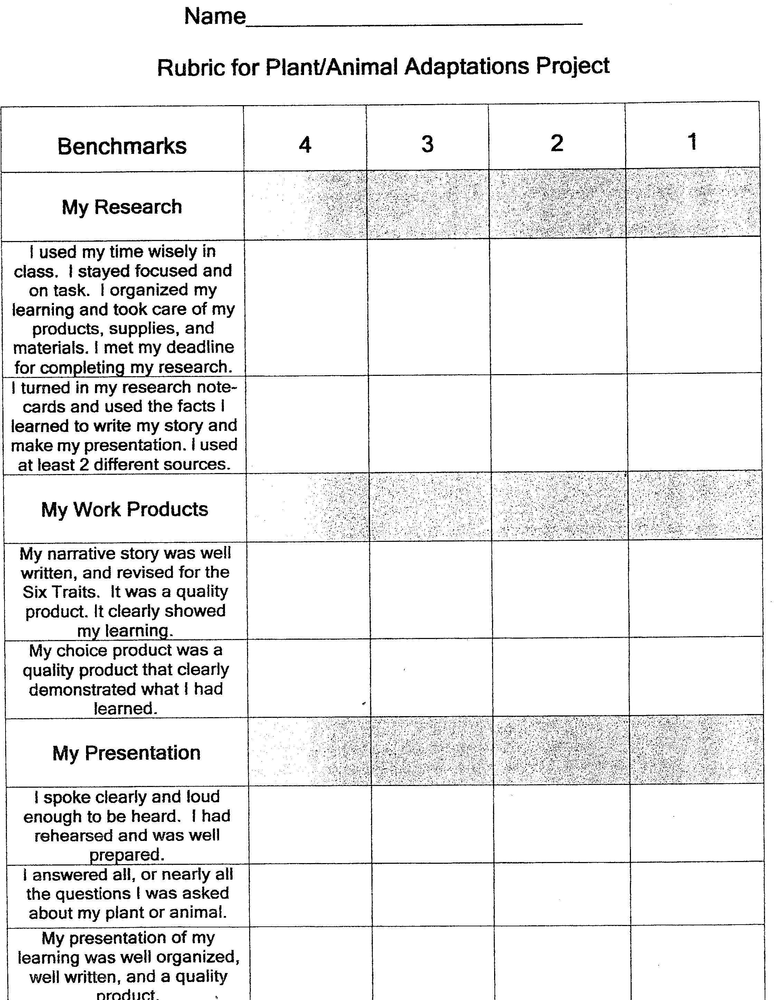 Name
Rubric for Plant/Animal Adaptations Project
Benchmarks 4 3 2 1
My Research
I used my time wisely in
class. I stayed focused and
on task. I organized my
learning and took care of my
products, supplies, and
materials. I met my deadline
for completing my research.
I turned in my research note-
cards and used the facts I
learned to write my story and
make my presentation. I used
at least 2 different sources.
My Work Products
My narrative story was well
written, and revised for the
Six Traits. It was a quality
product. It clearly showed
my learning.
My choice product was a
quality product that clearly
demonstrated what I had
learned.
My Presentation
I spoke clearly and loud
enough to be heard. I had
rehearsed and was well
prepared.
I answered all, or nearly all
the questions I was asked
about my plant or animal.
My presentation of my
learning was well organized,
well written, and a quality
product.